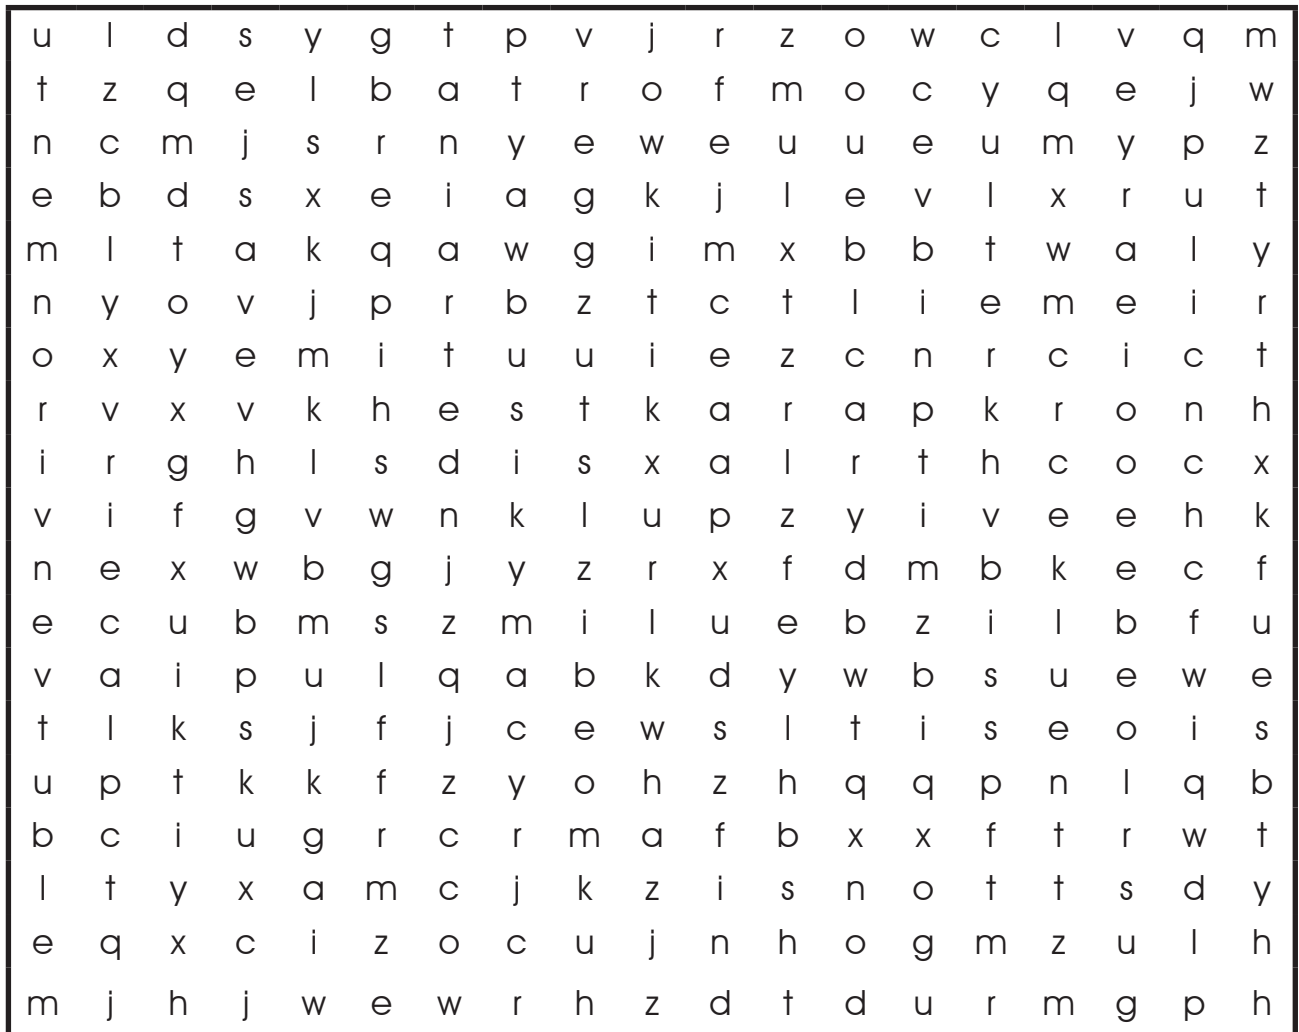 u l d s y g t p v j r z o w c l v q m
t z q e l b a t r o f m o c y q e j w
n c m j s r n y e w e u u e u m y p z
e b d s x e i a g k j l e v l x r u t
m l t a k q a w g i m x b b t w a l y
n y o v j p r b z t c t l i e m e i r
o x y e m i t u u i e z c n r c i c t
r v x v k h e s t k a r a p k r o n h
i r g h l s d i s x a l r t h c o c x
v i f g v w n k l u p z y i v e e h k
n e x w b g j y z r x f d m b k e c f
e c u b m s z m i l u e b z i l b f u
v a i p u l q a b k d y w b s u e w e
t l k s j f j c e w s l t i s e o i s
u p t k k f z y o h z h q q p n l q b
b c i u g r c r m a f b x x f t r w t
l t y x a m c j k z i s n o t t s d y
e q x c i z o c u j n h o g m z u l h
m j h j w e w r h z d t d u r m g p h